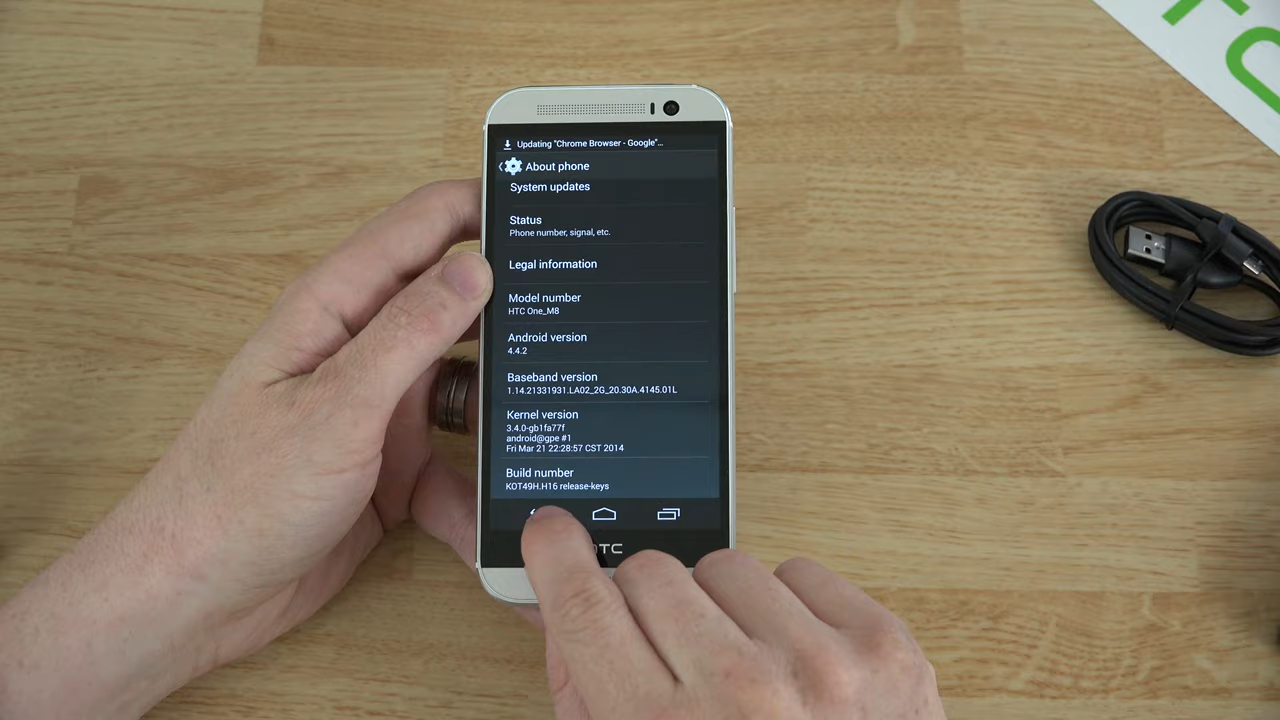 Updating "Chrome Browser - Google"...
About phone
System updates
Status
Phone number, signal, etc.
Legal information
Model number
HTC One_M8
Android version
4.4.2
Baseband version
1.14.21331931.LA02_2G_20.30A.4145.01L
Kernel version
3.4.0-gb1fa77f
android@gpe #1
Fri Mar 21 22:28:57 CST 2014
Build number
KOT49H.H16 release-keys